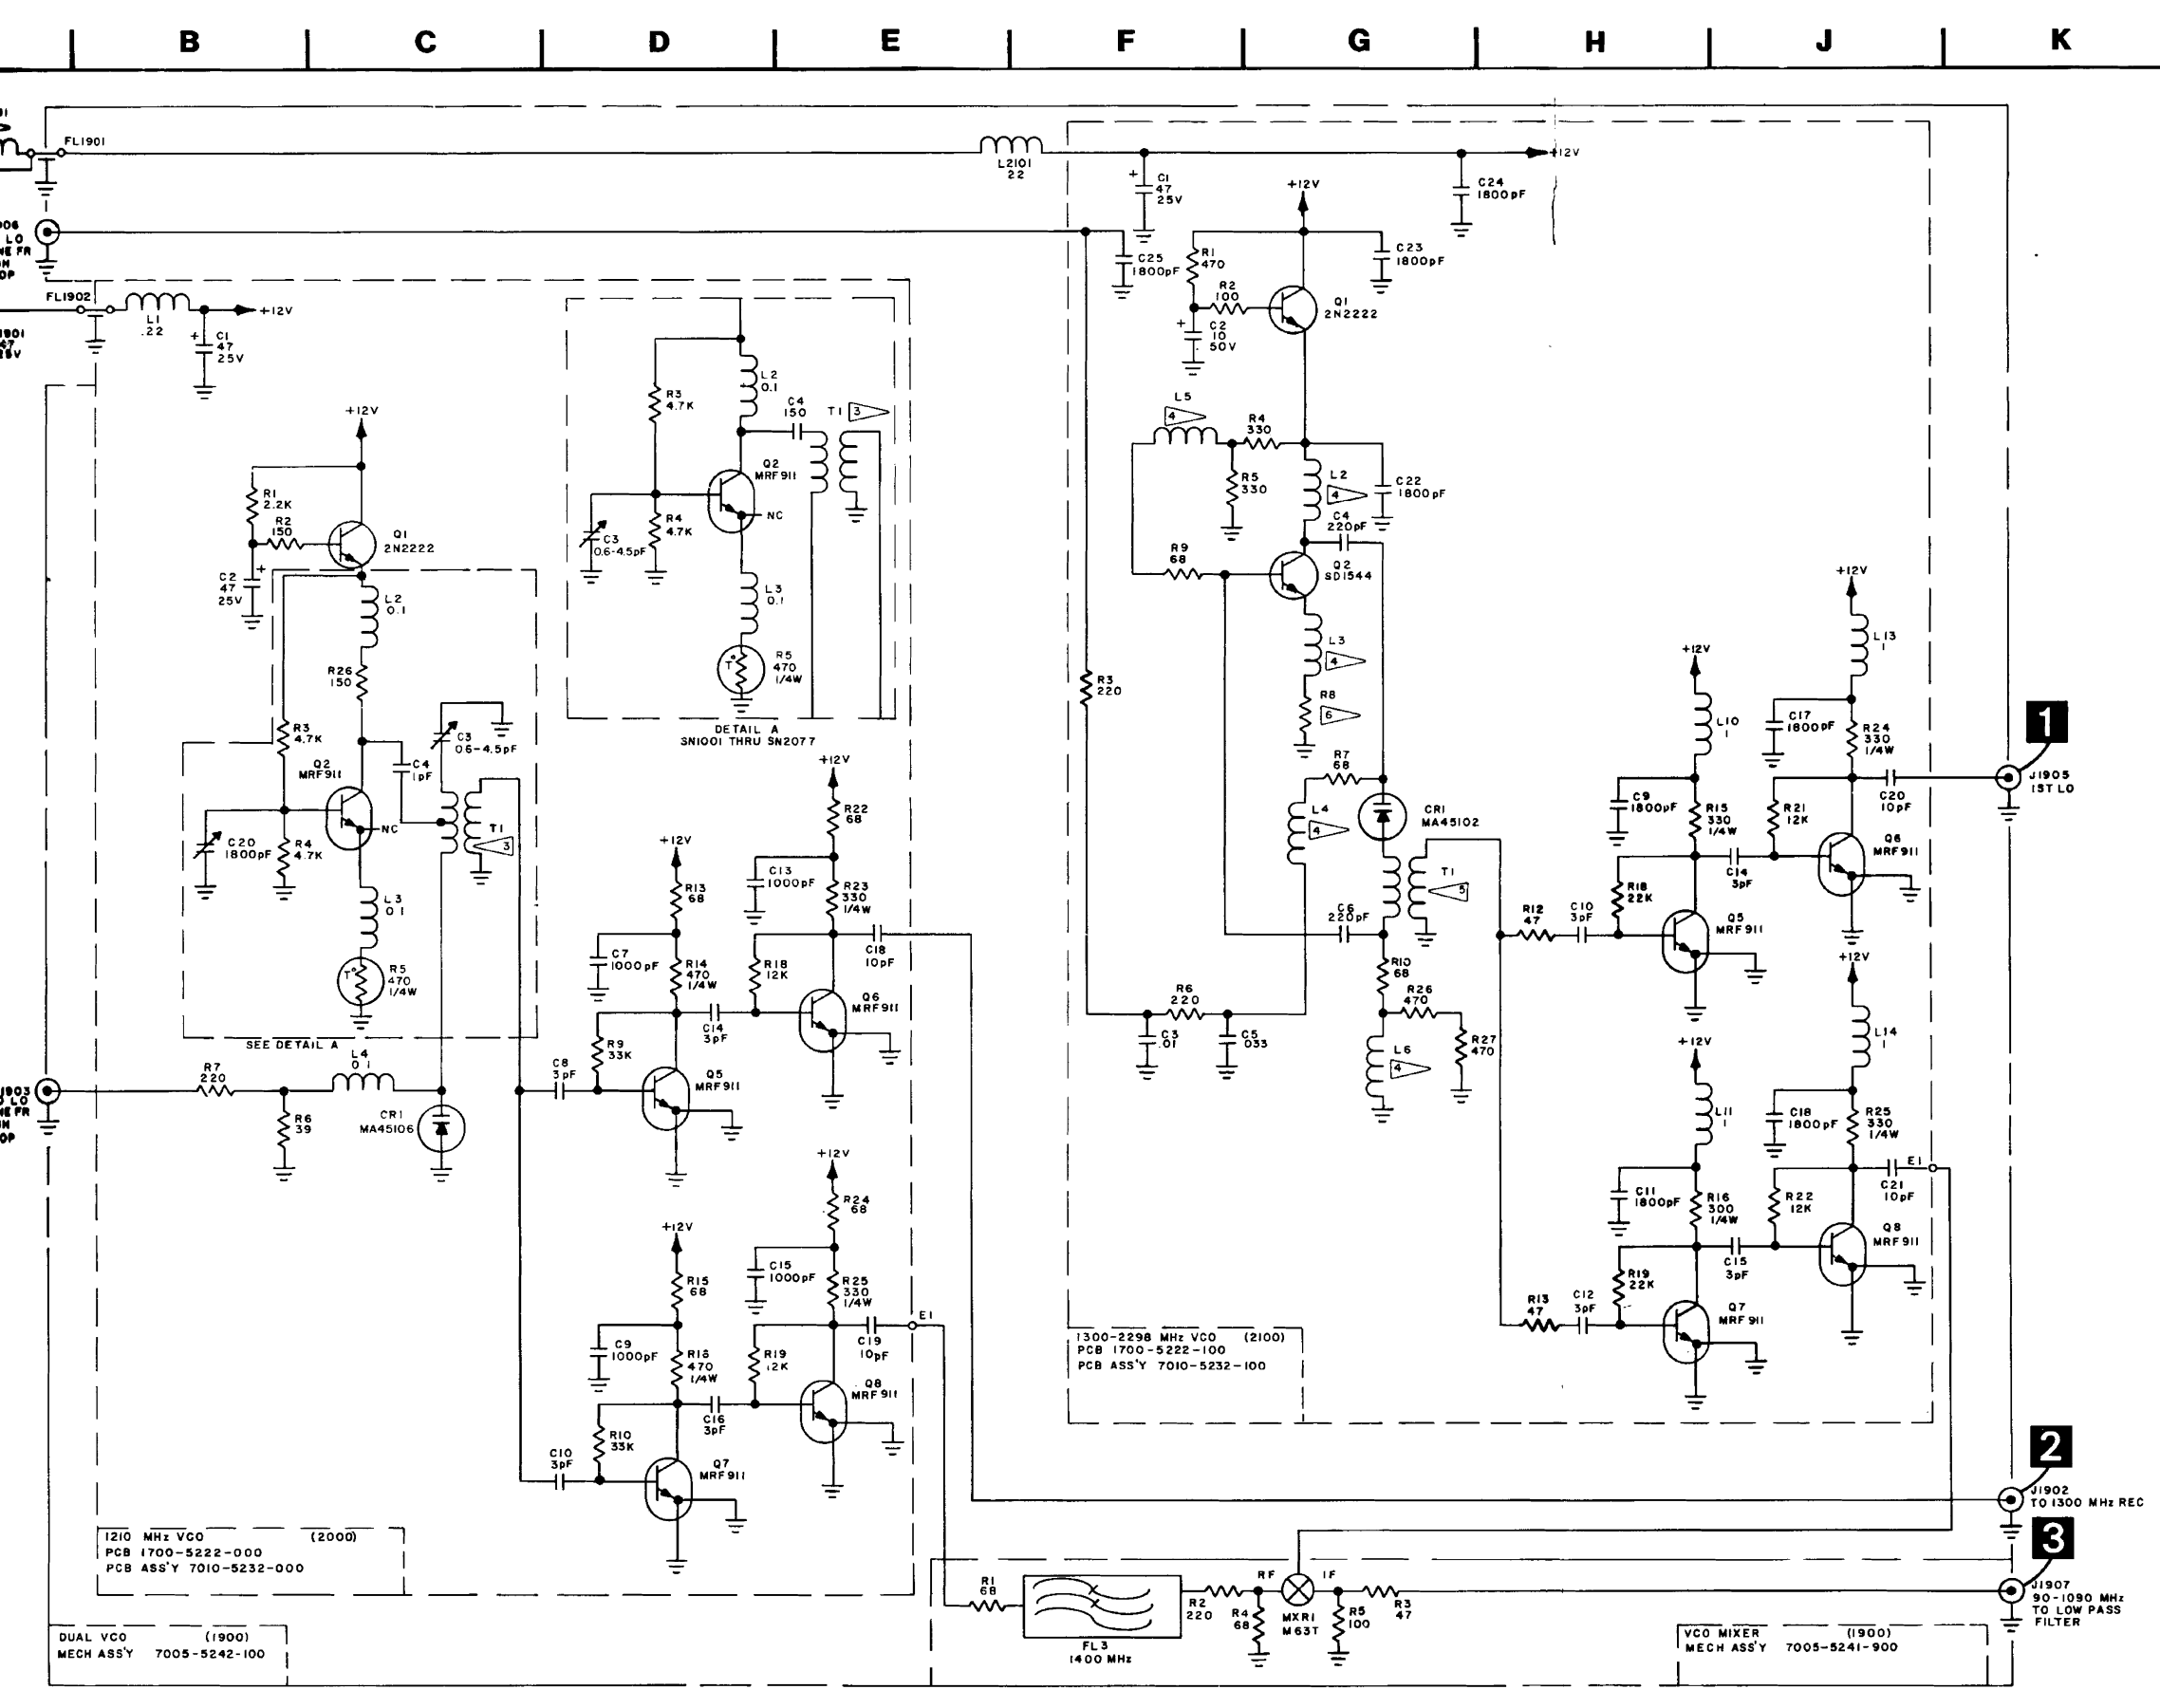 B C D E F G H J K
FL1901
L2101
22
C1
47
25V
+12V
C24
1800pF
+12V
C25
1800pF
R1
470
C23
1800pF
R2
100
Q1
2N2222
C2
10
50V
FL1902
L1
.22
+12V
C1
47
25V
+12V
R1
2.2K
R2
150
Q1
2N2222
C2
47
25V
L2
0.1
R26
150
R3
4.7K
C3
0.6-4.5pF
Q2
MRF911
C4
1pF
NC
T1
3
C20
1800pF
R4
4.7K
L3
0.1
R5
470
1/4W
T°
SEE DETAIL A
R3
4.7K
L2
0.1
C4
150
T1
3
Q2
MRF911
NC
C3
0.6-4.5pF
R4
4.7K
L3
0.1
T°
R5
470
1/4W
DETAIL A
SN1001 THRU SN2077
R7
220
L4
0.1
R6
39
CR1
MA45106
+12V
R22
68
+12V
C13
1000pF
R13
68
R23
330
1/4W
C7
1000pF
R14
470
1/4W
R18
12K
C18
10pF
Q6
MRF911
C14
3pF
R9
33K
C8
3pF
Q5
MRF911
+12V
R24
68
+12V
C15
1000pF
R15
68
R25
330
1/4W
E1
C9
1000pF
R16
470
1/4W
R19
12K
C19
10pF
Q8
MRF911
C16
3pF
R10
33K
C10
3pF
Q7
MRF911
L5
4
R4
330
R5
330
L2
4
C22
1800pF
C4
220pF
R9
68
Q2
SD1544
L3
4
R3
220
R8
6
R7
68
L4
4
CR1
MA45102
T1
5
C6
220pF
R10
68
R6
220
R26
470
C3
.01
C5
.033
R27
470
L6
4
+12V
L13
1
+12V
L10
1
C17
1800pF
R24
330
1/4W
C9
1800pF
R15
330
1/4W
R21
12K
C20
10pF
1
J1905
1ST LO
Q6
MRF911
C14
3pF
R18
22K
R12
47
C10
3pF
Q5
MRF911
+12V
L14
1
+12V
L11
1
C18
1800pF
R25
330
1/4W
C11
1800pF
R16
300
1/4W
R22
12K
E1
C21
10pF
Q8
MRF911
C15
3pF
R19
22K
R13
47
C12
3pF
Q7
MRF911
1300-2298 MHz VCO (2100)
PCB 1700-5222-100
PCB ASS'Y 7010-5232-100
2
J1902
TO 1300 MHz REC
3
J1907
90-1090 MHz
TO LOW PASS
FILTER
1210 MHz VCO (2000)
PCB 1700-5222-000
PCB ASS'Y 7010-5232-000
R1
68
FL3
1400 MHz
R2
220
RF
IF
R4
68
MXR1
M63T
R5
100
R3
47
DUAL VCO (1900)
MECH ASS'Y 7005-5242-100
VCO MIXER (1900)
MECH ASS'Y 7005-5241-900